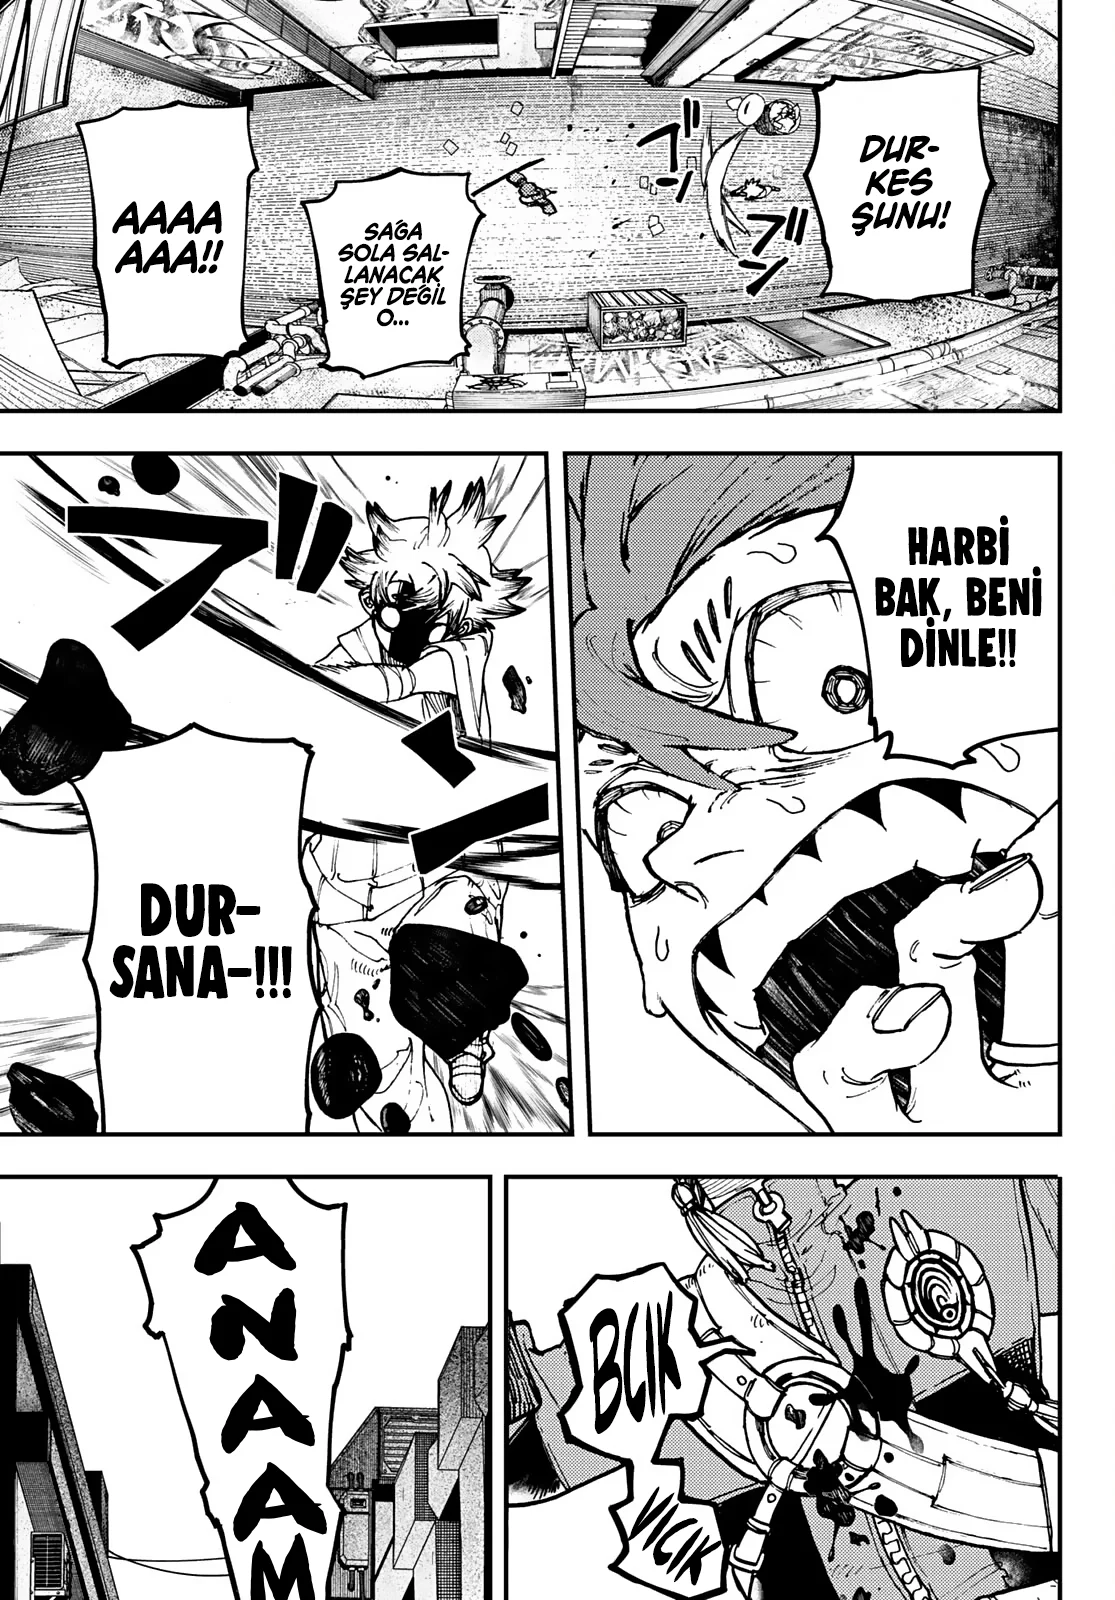 DUR-
KES
ŞUNU!
SAĞA
SOLA SAL-
LANACAK
ŞEY DEĞİL
O...
AAAA
AAA!!
HARBİ
BAK, BENİ
DİNLE!!
DUR-
SANA-!!!
BCIK
VICIK
ANAAM